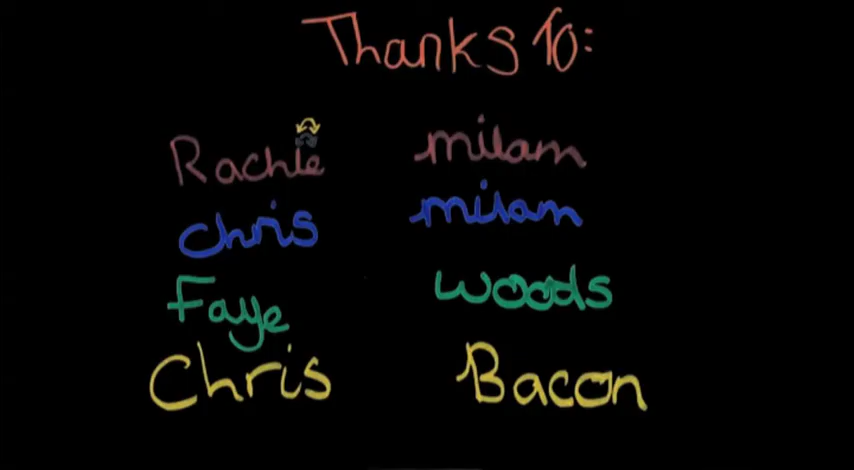 Thanks To:
Rachle milam
chris milam
Faye woods
Chris Bacon